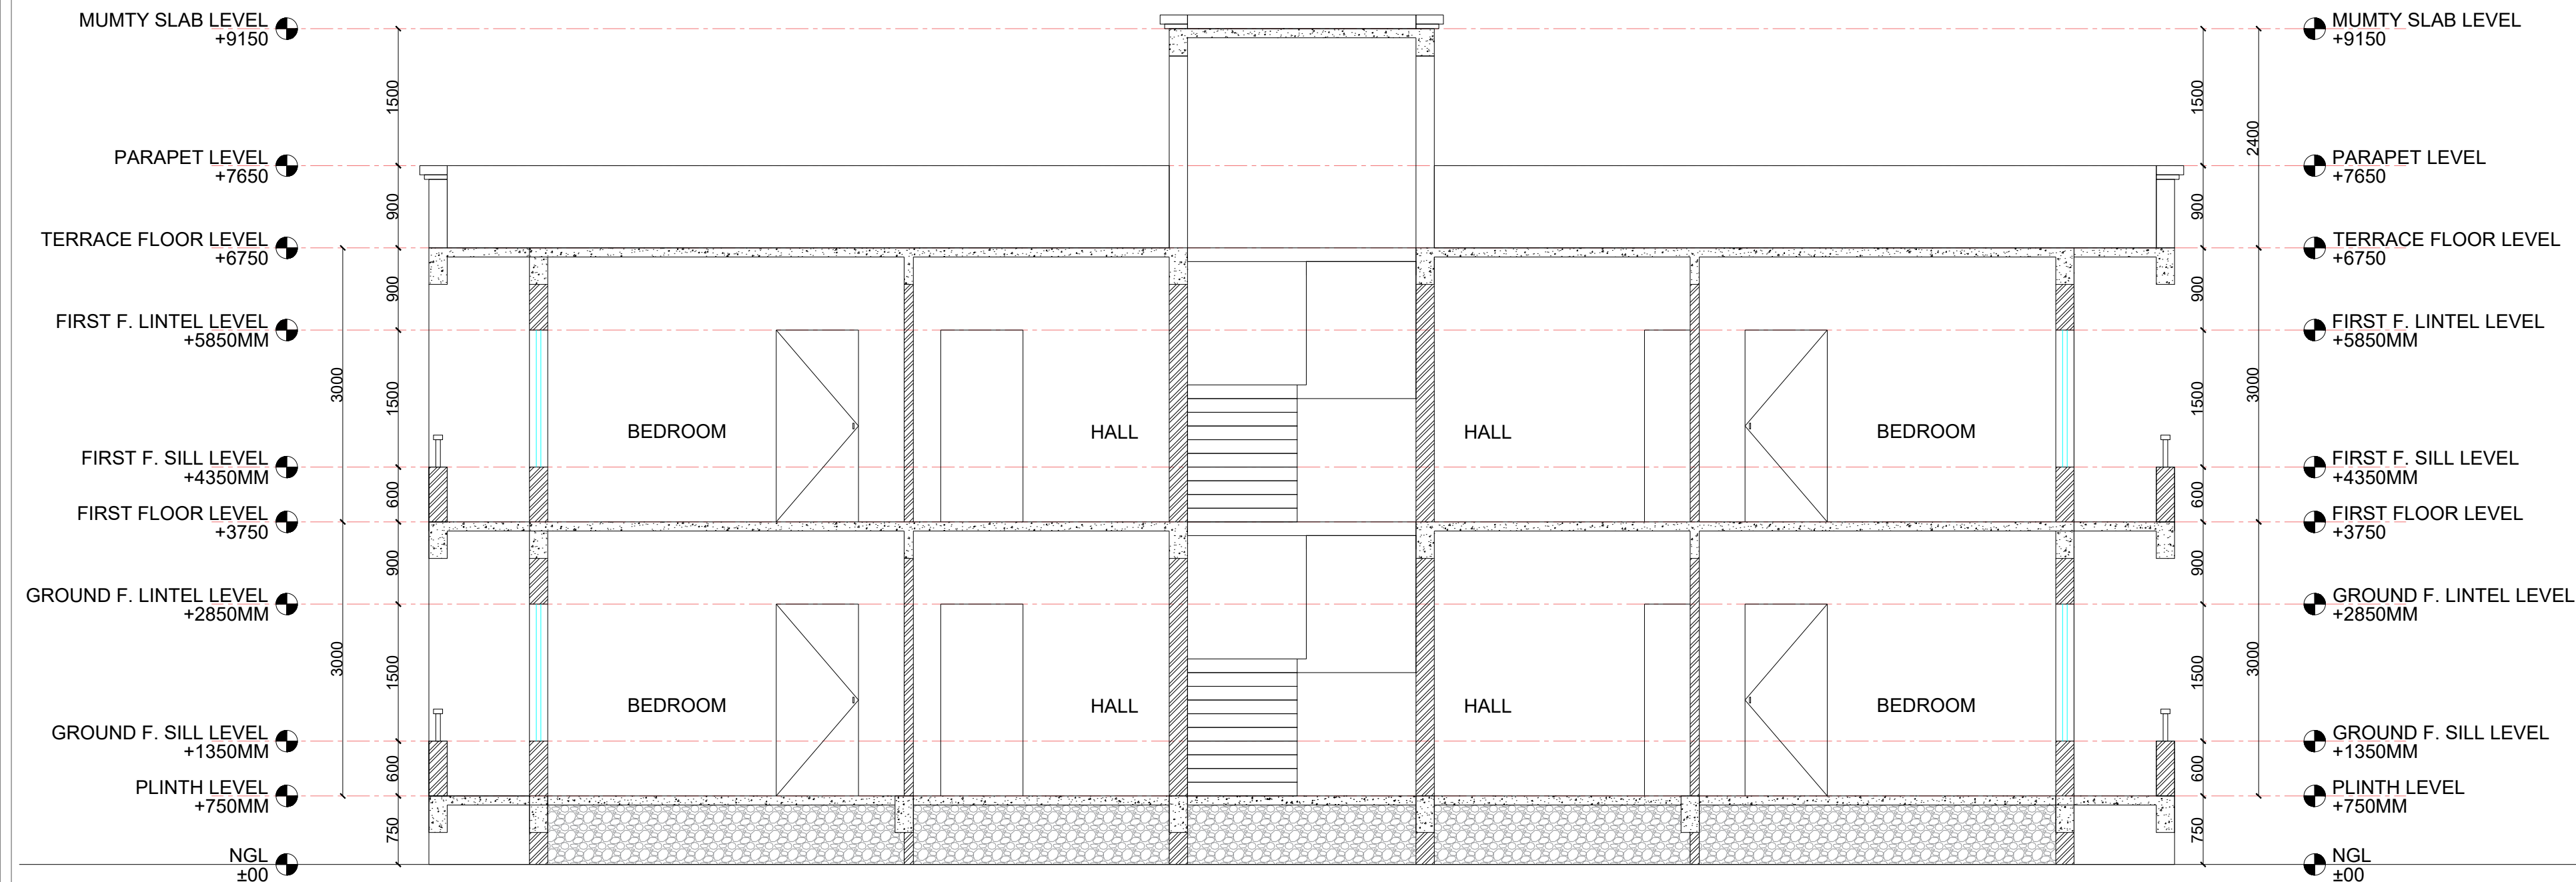 MUMTY SLAB LEVEL
+9150
MUMTY SLAB LEVEL
+9150
1500
1500
2400
PARAPET LEVEL
+7650
PARAPET LEVEL
+7650
900
900
TERRACE FLOOR LEVEL
+6750
TERRACE FLOOR LEVEL
+6750
900
900
FIRST F. LINTEL LEVEL
+5850MM
FIRST F. LINTEL LEVEL
+5850MM
3000
1500
1500
3000
BEDROOM
HALL
HALL
BEDROOM
FIRST F. SILL LEVEL
+4350MM
FIRST F. SILL LEVEL
+4350MM
600
600
FIRST FLOOR LEVEL
+3750
FIRST FLOOR LEVEL
+3750
900
900
GROUND F. LINTEL LEVEL
+2850MM
GROUND F. LINTEL LEVEL
+2850MM
3000
1500
1500
3000
BEDROOM
HALL
HALL
BEDROOM
GROUND F. SILL LEVEL
+1350MM
GROUND F. SILL LEVEL
+1350MM
600
600
PLINTH LEVEL
+750MM
PLINTH LEVEL
+750MM
750
750
NGL
±00
NGL
±00